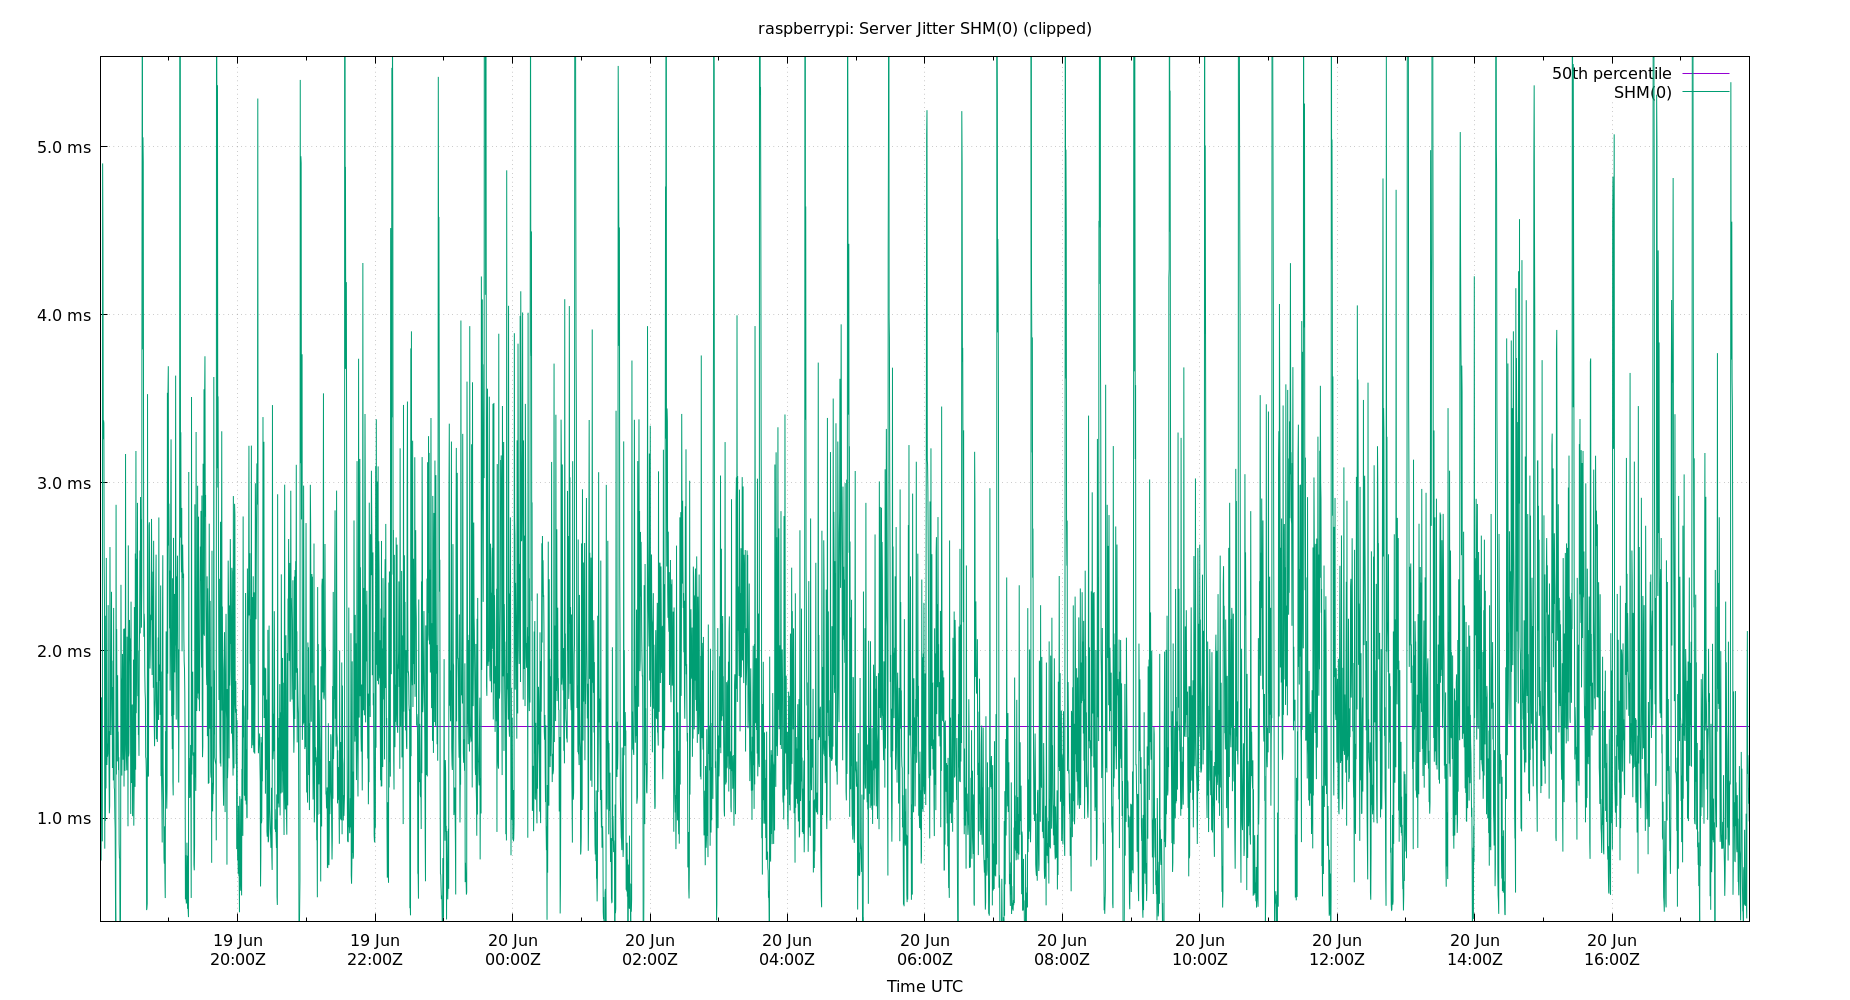 raspberrypi: Server Jitter SHM(0) (clipped)
50th percentile
SHM(0)
5.0 ms
4.0 ms
3.0 ms
2.0 ms
1.0 ms
19 Jun 19 Jun 20 Jun 20 Jun 20 Jun 20 Jun 20 Jun 20 Jun 20 Jun 20 Jun 20 Jun
20:00Z 22:00Z 00:00Z 02:00Z 04:00Z 06:00Z 08:00Z 10:00Z 12:00Z 14:00Z 16:00Z
Time UTC